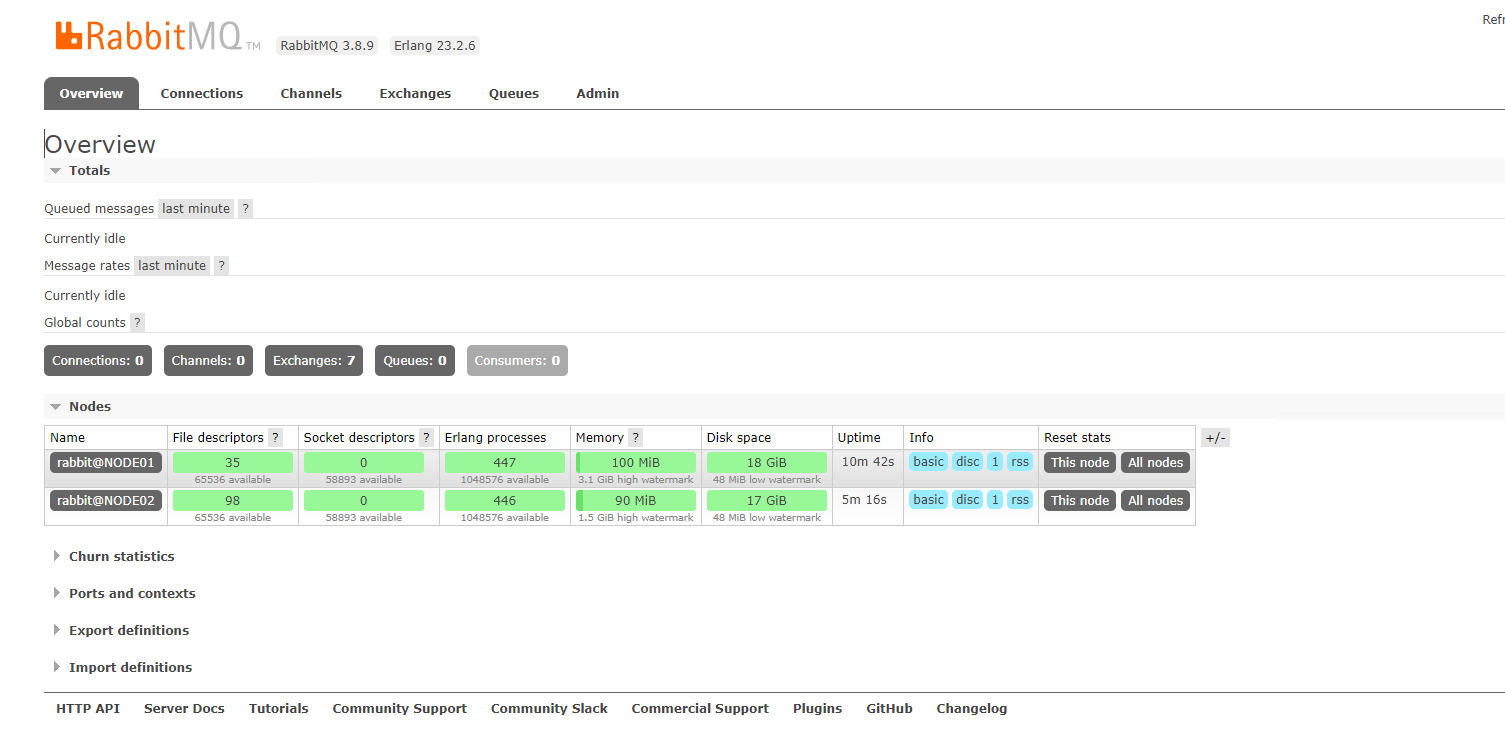 RabbitMQ TM RabbitMQ 3.8.9 Erlang 23.2.6
Refr
Overview Connections Channels Exchanges Queues Admin
Overview
Totals
Queued messages last minute ?
Currently idle
Message rates last minute ?
Currently idle
Global counts ?
Connections: 0 Channels: 0 Exchanges: 7 Queues: 0 Consumers: 0
Nodes
Name File descriptors ? Socket descriptors ? Erlang processes Memory ? Disk space Uptime Info Reset stats +/-
rabbit@NODE01 35 0 447 100 MiB 18 GiB 10m 42s basic disc 1 rss This node All nodes
65536 available 58893 available 1048576 available 3.1 GiB high watermark 48 MiB low watermark
rabbit@NODE02 98 0 446 90 MiB 17 GiB 5m 16s basic disc 1 rss This node All nodes
65536 available 58893 available 1048576 available 1.5 GiB high watermark 48 MiB low watermark
Churn statistics
Ports and contexts
Export definitions
Import definitions
HTTP API Server Docs Tutorials Community Support Community Slack Commercial Support Plugins GitHub Changelog